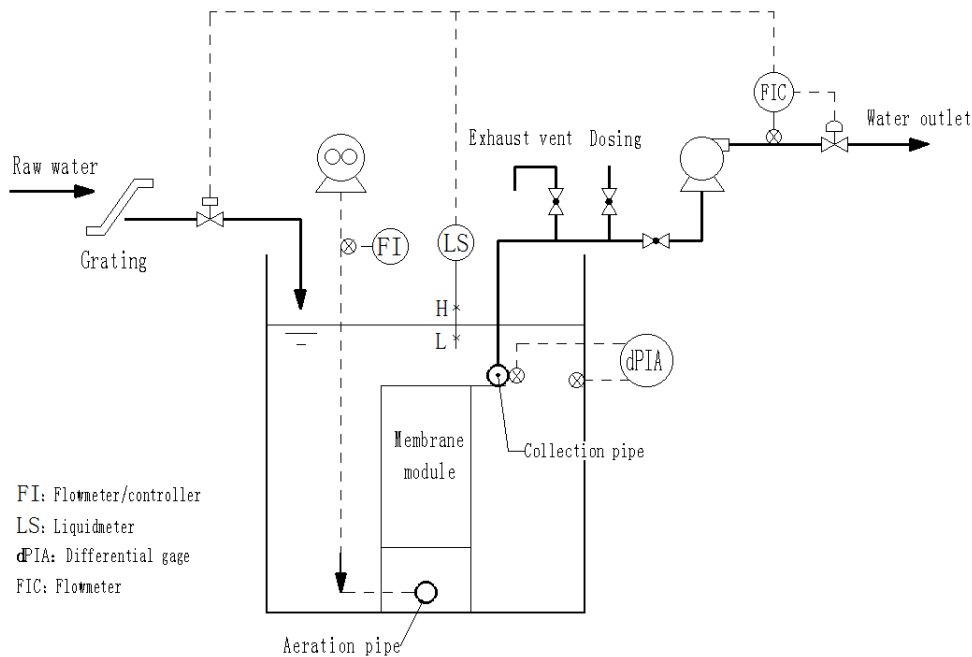 FIC
Water outlet
Exhaust vent
Dosing
Raw water
FI
LS
Grating
H
L
dPIA
Membrane
module
Collection pipe
FI: Flowmeter/controller
LS: Liquidmeter
dPIA: Differential gage
FIC: Flowmeter
Aeration pipe